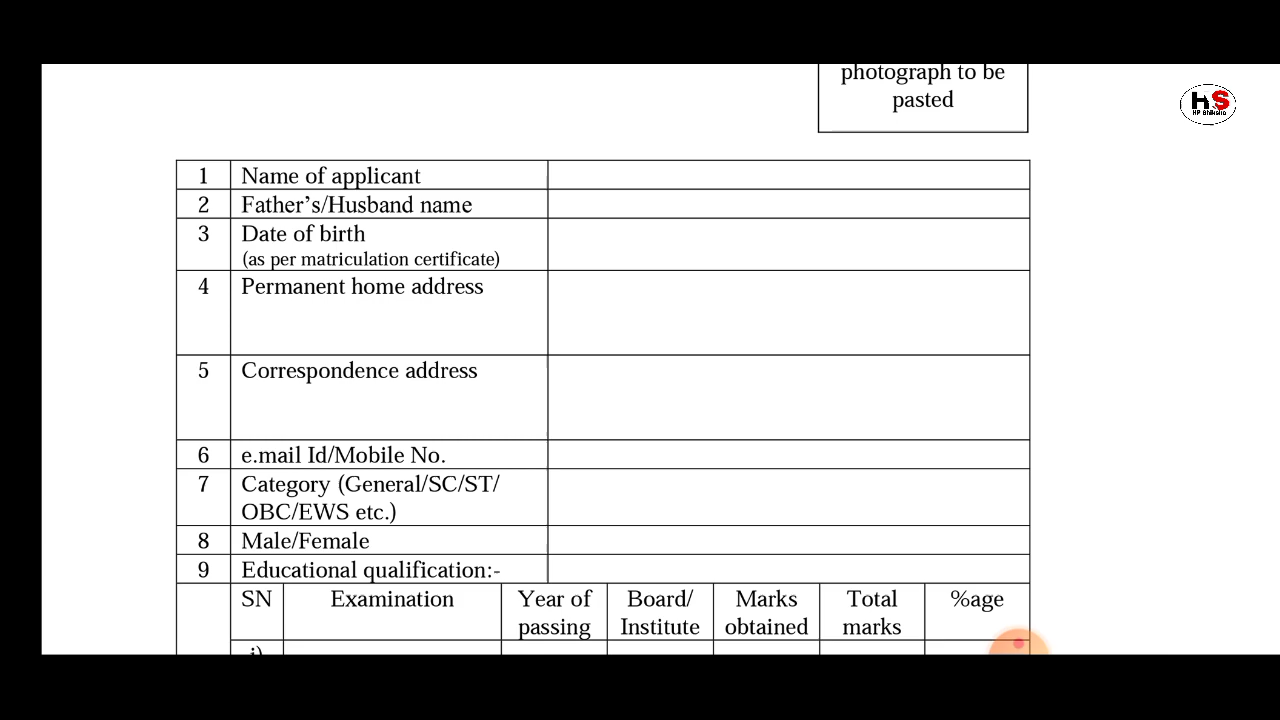 photograph to be
pasted
HS
HP Shiksha
1 Name of applicant
2 Father’s/Husband name
3 Date of birth
(as per matriculation certificate)
4 Permanent home address
5 Correspondence address
6 e.mail Id/Mobile No.
7 Category (General/SC/ST/
OBC/EWS etc.)
8 Male/Female
9 Educational qualification:-
SN Examination Year of Board/ Marks Total %age
passing Institute obtained marks
i)